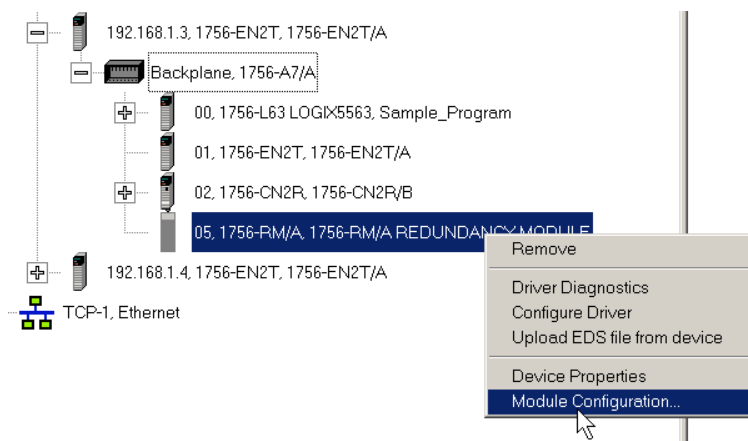 192.168.1.3, 1756-EN2T, 1756-EN2T/A
Backplane, 1756-A7/A
00, 1756-L63 LOGIX5563, Sample_Program
01, 1756-EN2T, 1756-EN2T/A
02, 1756-CN2R, 1756-CN2R/B
05, 1756-RM/A, 1756-RM/A REDUNDANCY MODULE
Remove
192.168.1.4, 1756-EN2T, 1756-EN2T/A
Driver Diagnostics
TCP-1, Ethernet
Configure Driver
Upload EDS file from device
Device Properties
Module Configuration...